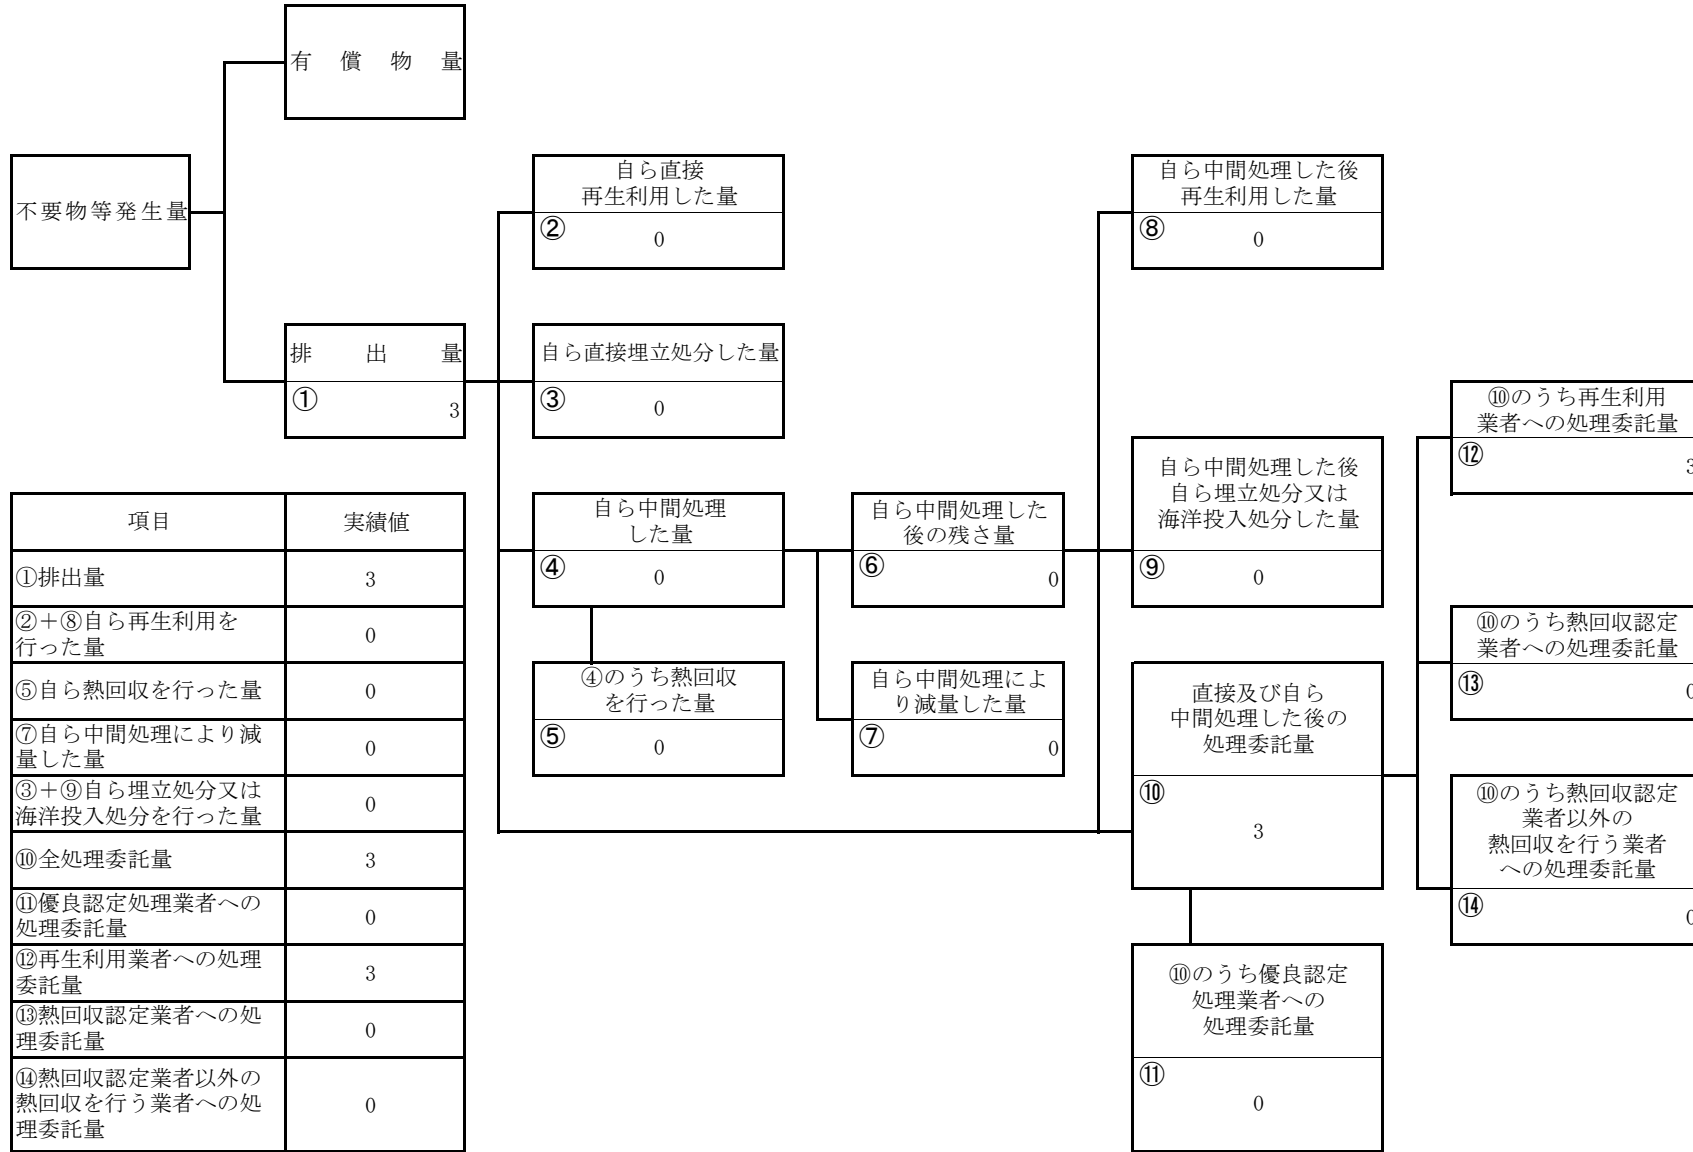 有償物量
不要物等発生量
排出量
① 3
自ら直接
再生利用した量
② 0
自ら直接埋立処分した量
③ 0
自ら中間処理
した量
④ 0
④のうち熱回収
を行った量
⑤ 0
自ら中間処理した
後の残さ量
⑥ 0
自ら中間処理によ
り減量した量
⑦ 0
自ら中間処理した後
再生利用した量
⑧ 0
自ら中間処理した後
自ら埋立処分又は
海洋投入処分した量
⑨ 0
直接及び自ら
中間処理した後の
処理委託量
⑩
3
⑩のうち優良認定
処理業者への
処理委託量
⑪
0
⑩のうち再生利用
業者への処理委託量
⑫ 3
⑩のうち熱回収認定
業者への処理委託量
⑬ 0
⑩のうち熱回収認定
業者以外の
熱回収を行う業者
への処理委託量
⑭ 0
項目 実績値
①排出量 3
②＋⑧自ら再生利用を
行った量 0
⑤自ら熱回収を行った量 0
⑦自ら中間処理により減
量した量 0
③＋⑨自ら埋立処分又は
海洋投入処分を行った量 0
⑩全処理委託量 3
⑪優良認定処理業者への
処理委託量 0
⑫再生利用業者への処理
委託量 3
⑬熱回収認定業者への処
理委託量 0
⑭熱回収認定業者以外の
熱回収を行う業者への処
理委託量 0